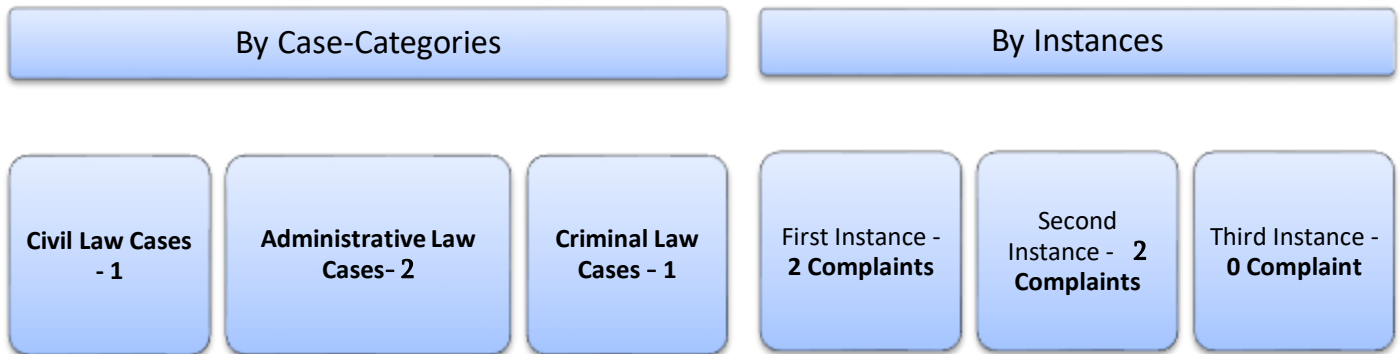 By Case-Categories
By Instances
Civil Law Cases
- 1
Administrative Law
Cases– 2
Criminal Law
Cases – 1
First Instance -
2 Complaints
Second
Instance - 2
Complaints
Third Instance -
0 Complaint